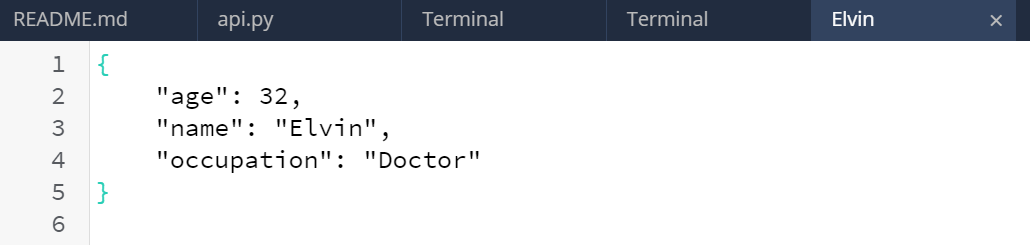 README.md api.py Terminal Terminal Elvin ×
1 {
2     "age": 32,
3     "name": "Elvin",
4     "occupation": "Doctor"
5 }
6